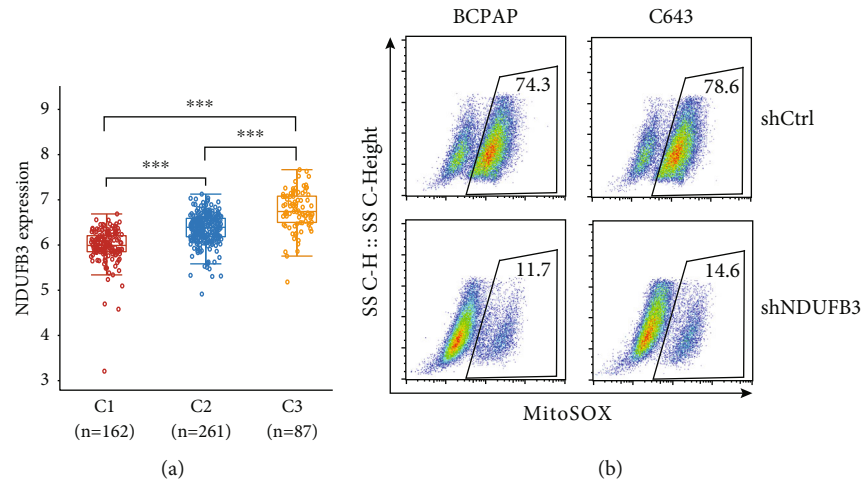 NDUFB3 expression
9
8
7
6
5
4
3
***
***
***
C1
(n=162)
C2
(n=261)
C3
(n=87)
(a)
BCPAP
C643
SS C-H :: SS C-Height
74.3
78.6
shCtrl
11.7
14.6
shNDUFB3
MitoSOX
(b)